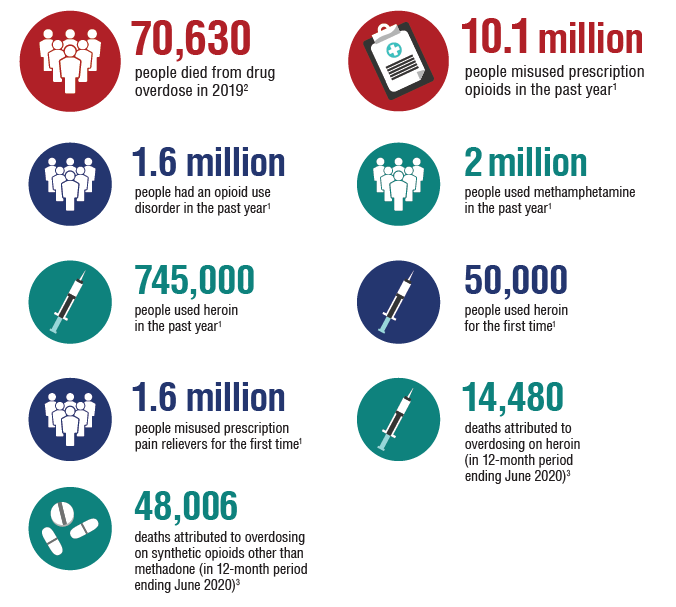 70,630
people died from drug
overdose in 2019²
10.1 million
people misused prescription
opioids in the past year¹
1.6 million
people had an opioid use
disorder in the past year¹
2 million
people used methamphetamine
in the past year¹
745,000
people used heroin
in the past year¹
50,000
people used heroin
for the first time¹
1.6 million
people misused prescription
pain relievers for the first time¹
14,480
deaths attributed to
overdosing on heroin
(in 12-month period
ending June 2020)³
48,006
deaths attributed to overdosing
on synthetic opioids other than
methadone (in 12-month period
ending June 2020)³